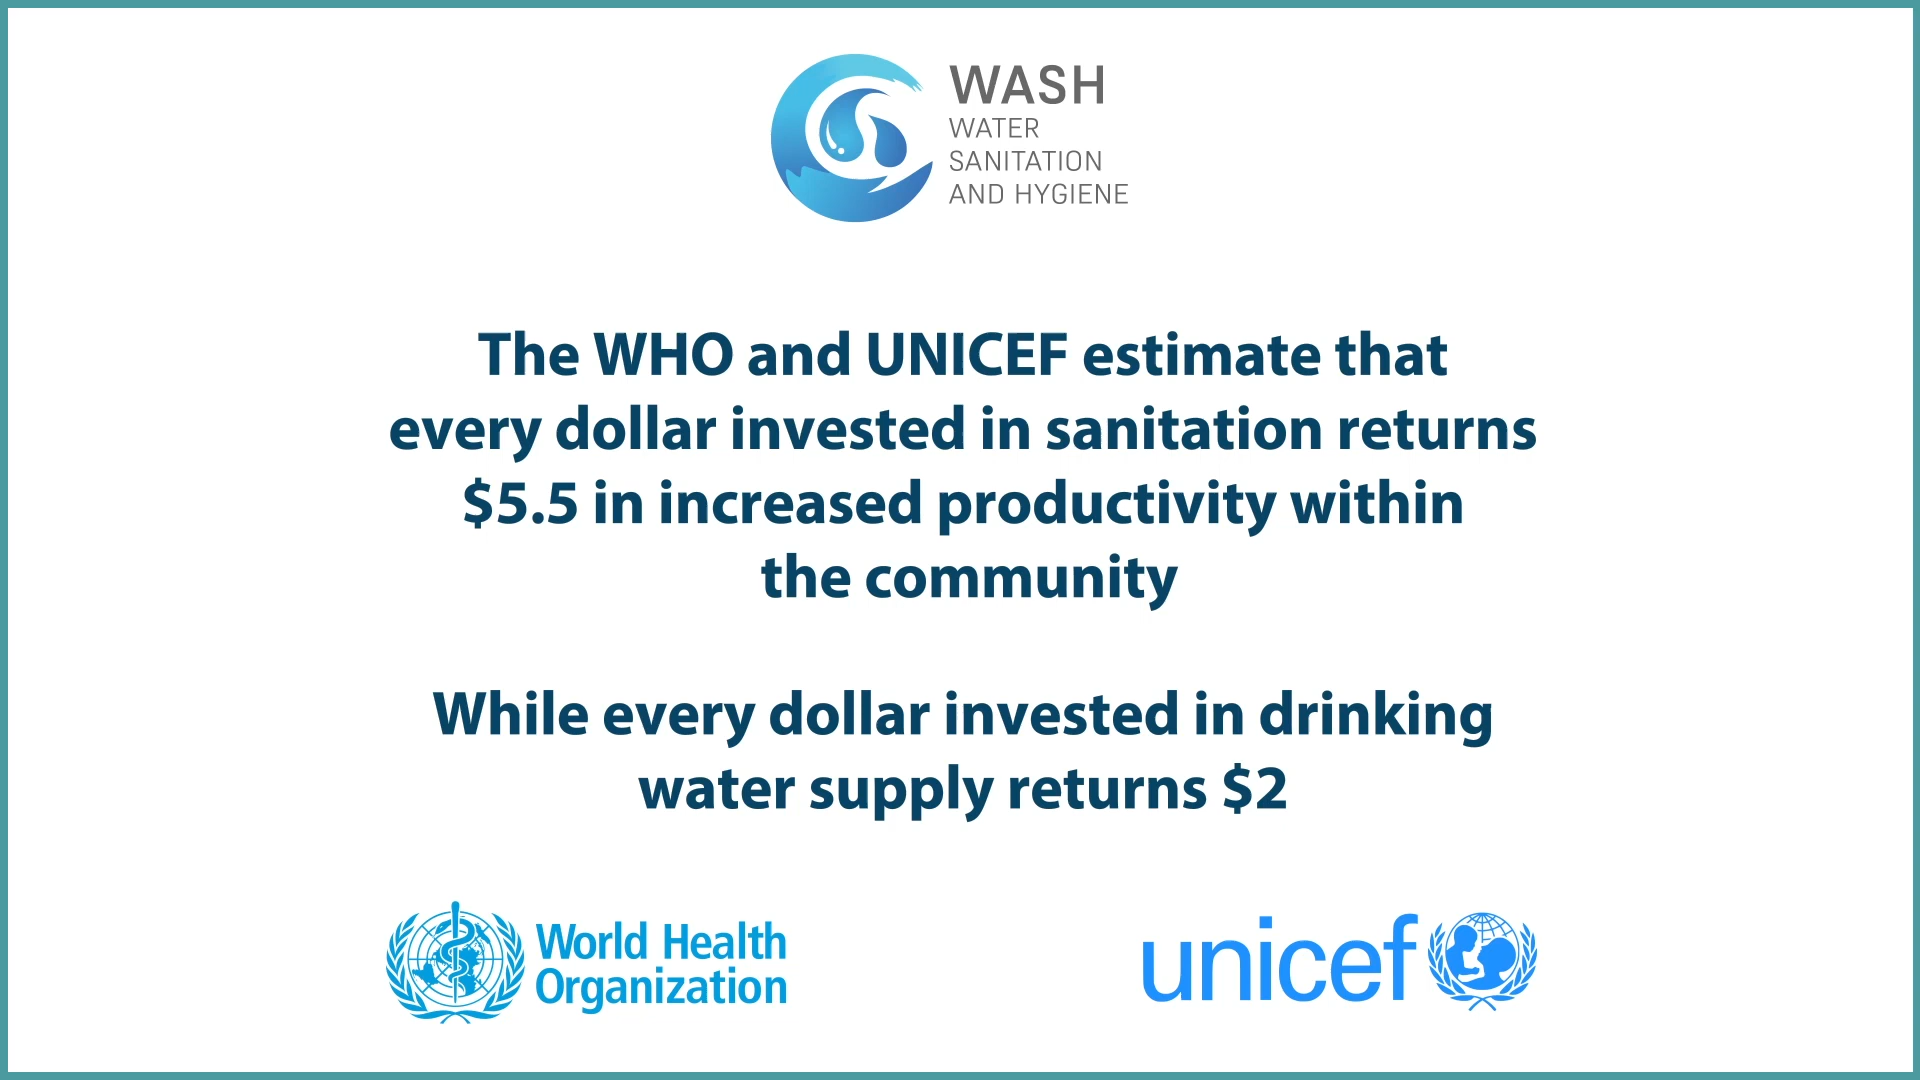 WASH
WATER
SANITATION
AND HYGIENE
The WHO and UNICEF estimate that
every dollar invested in sanitation returns
$5.5 in increased productivity within
the community
While every dollar invested in drinking
water supply returns $2
World Health
Organization
unicef